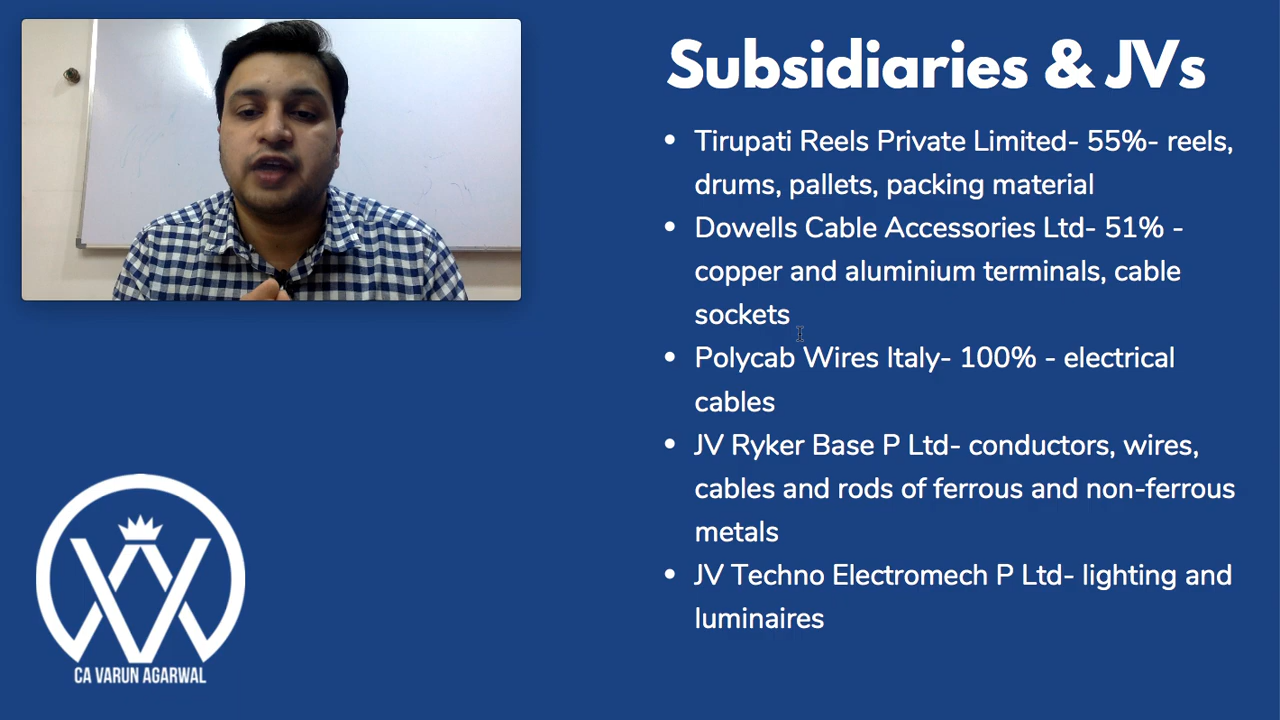 Subsidiaries & JVs
• Tirupati Reels Private Limited- 55%- reels,
drums, pallets, packing material
• Dowells Cable Accessories Ltd- 51% -
copper and aluminium terminals, cable
sockets
• Polycab Wires Italy- 100% - electrical
cables
• JV Ryker Base P Ltd- conductors, wires,
cables and rods of ferrous and non-ferrous
metals
• JV Techno Electromech P Ltd- lighting and
luminaires
CA VARUN AGARWAL